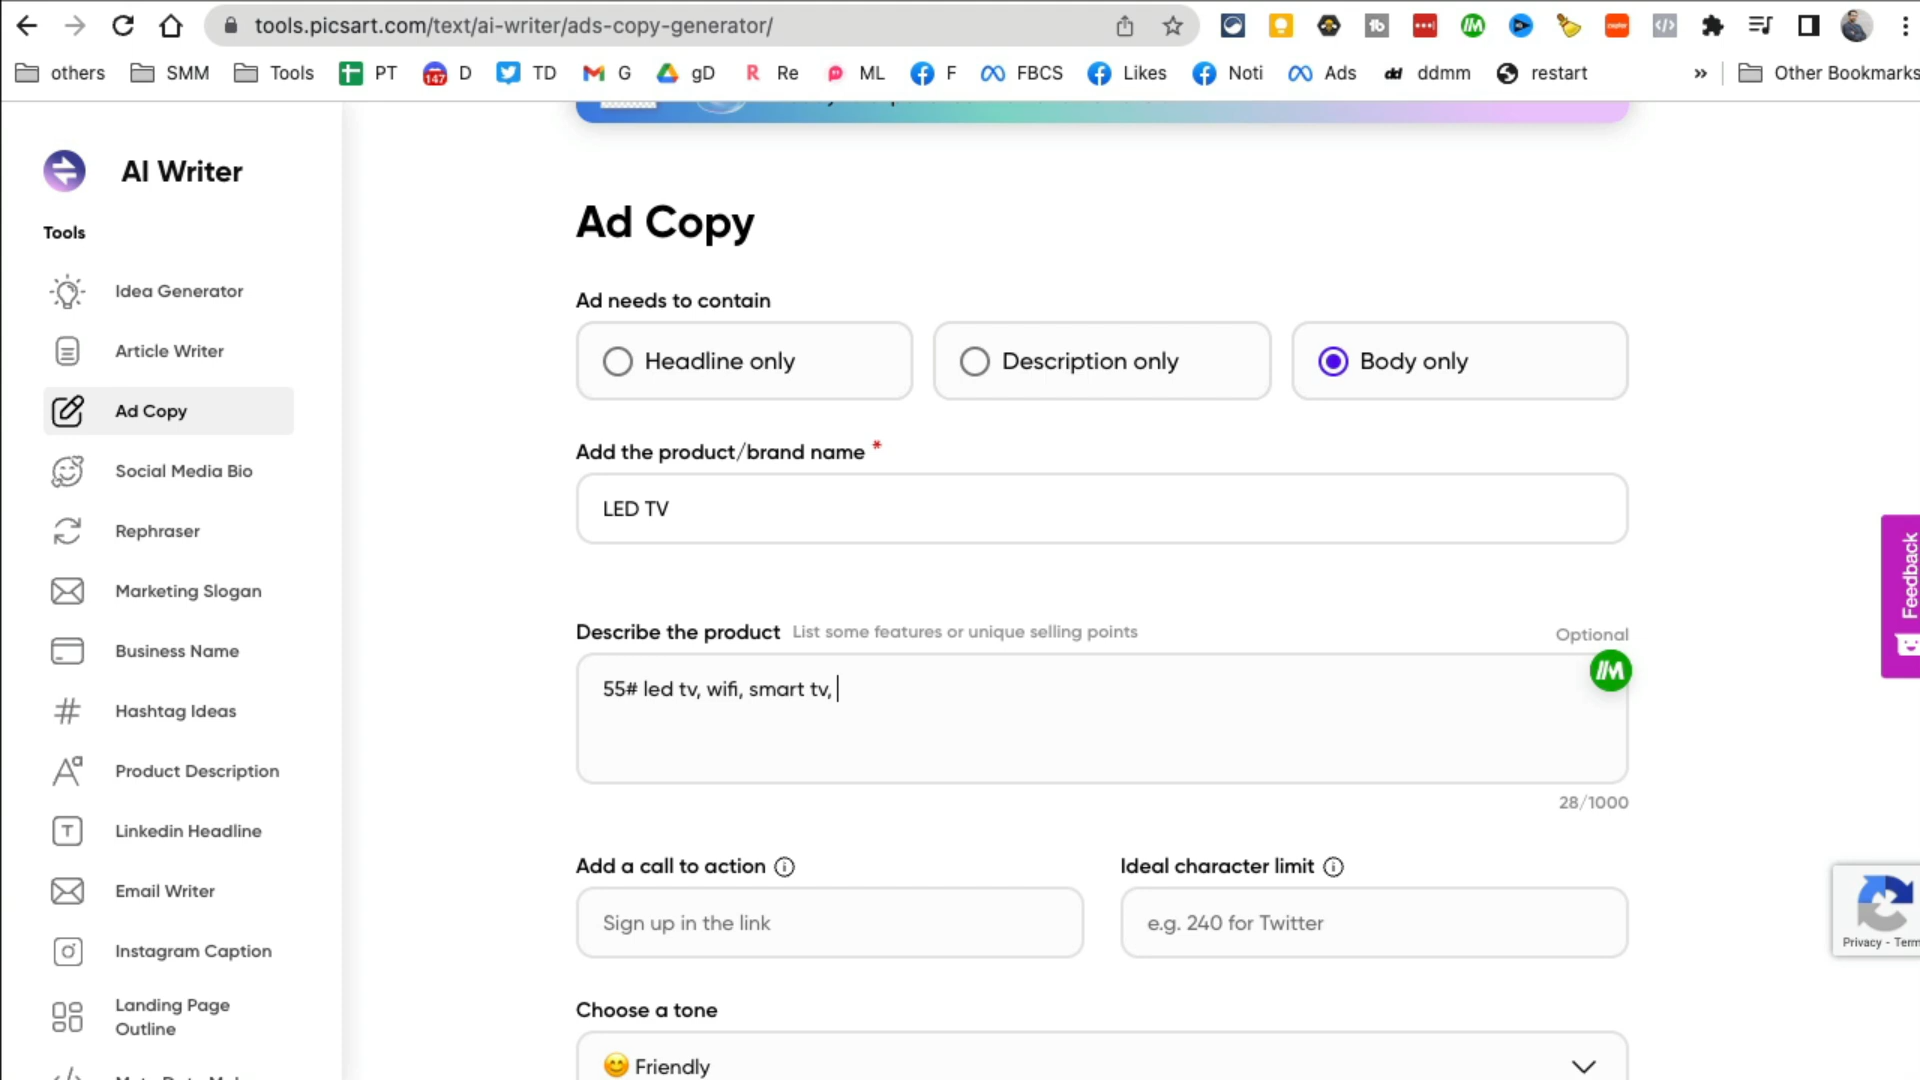 tools.picsart.com/text/ai-writer/ads-copy-generator/
others SMM Tools PT 147 D TD G gD Re ML F FBCS Likes Noti Ads ddmm restart » Other Bookmarks
AI Writer
Tools
Idea Generator
Article Writer
Ad Copy
Social Media Bio
Rephraser
Marketing Slogan
Business Name
Hashtag Ideas
Product Description
Linkedin Headline
Email Writer
Instagram Caption
Landing Page
Outline
Ad Copy
Ad needs to contain
Headline only Description only Body only
Add the product/brand name *
LED TV
Describe the product List some features or unique selling points Optional
55# led tv, wifi, smart tv,
28/1000
Add a call to action Ideal character limit
Sign up in the link e.g. 240 for Twitter
Choose a tone
😊 Friendly
Feedback
Privacy - Term